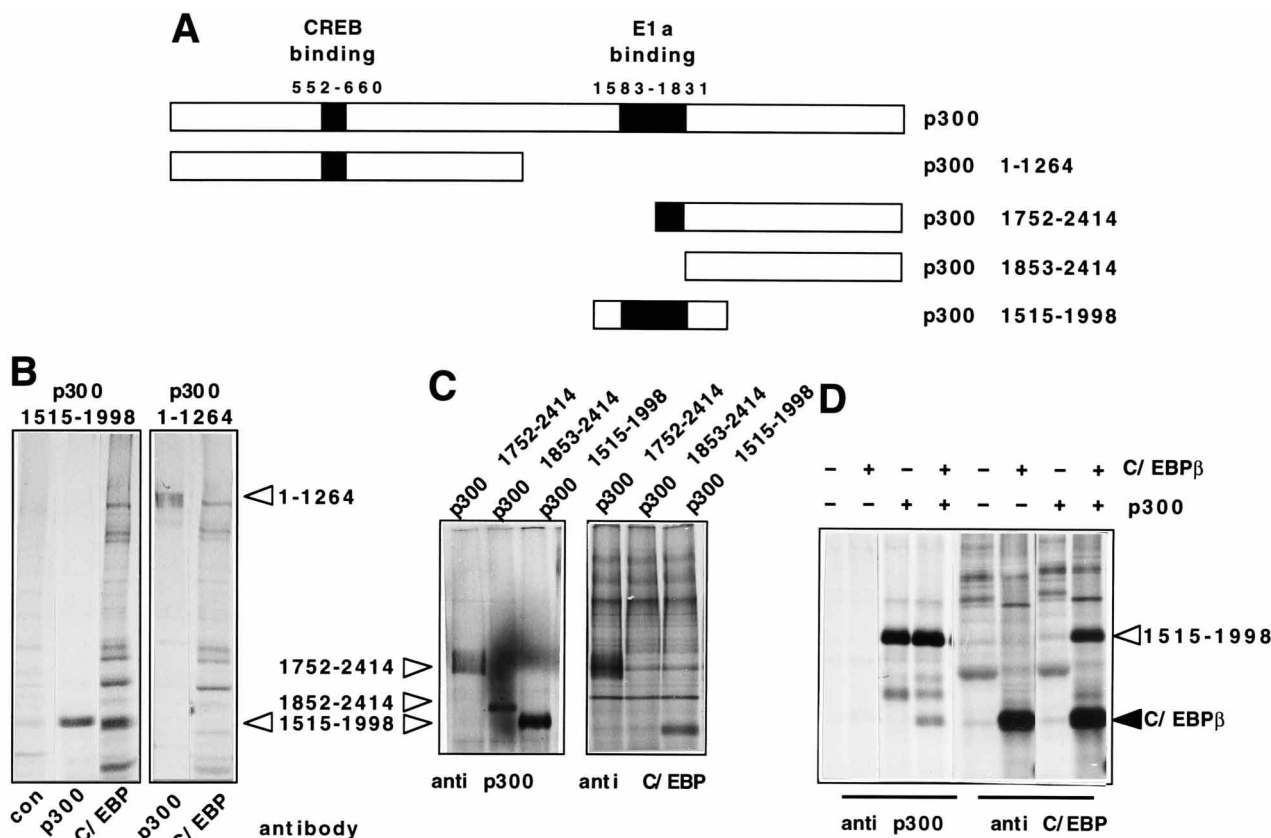 A
CREB
binding
552-660
E1a
binding
1583-1831
p300
p300 1-1264
p300 1752-2414
p300 1853-2414
p300 1515-1998
B
p300
1515-1998
p300
1-1264
1-1264
1515-1998
con
p300
C/EBP
p300
C/EBP
antibody
C
p300 1752-2414
p300 1853-2414
p300 1515-1998
p300 1752-2414
p300 1853-2414
p300 1515-1998
1752-2414
1852-2414
anti p300
anti C/EBP
D
- + - + - + - + C/EBPβ
- - + + - - + + p300
1515-1998
C/EBPβ
anti p300
anti C/EBP